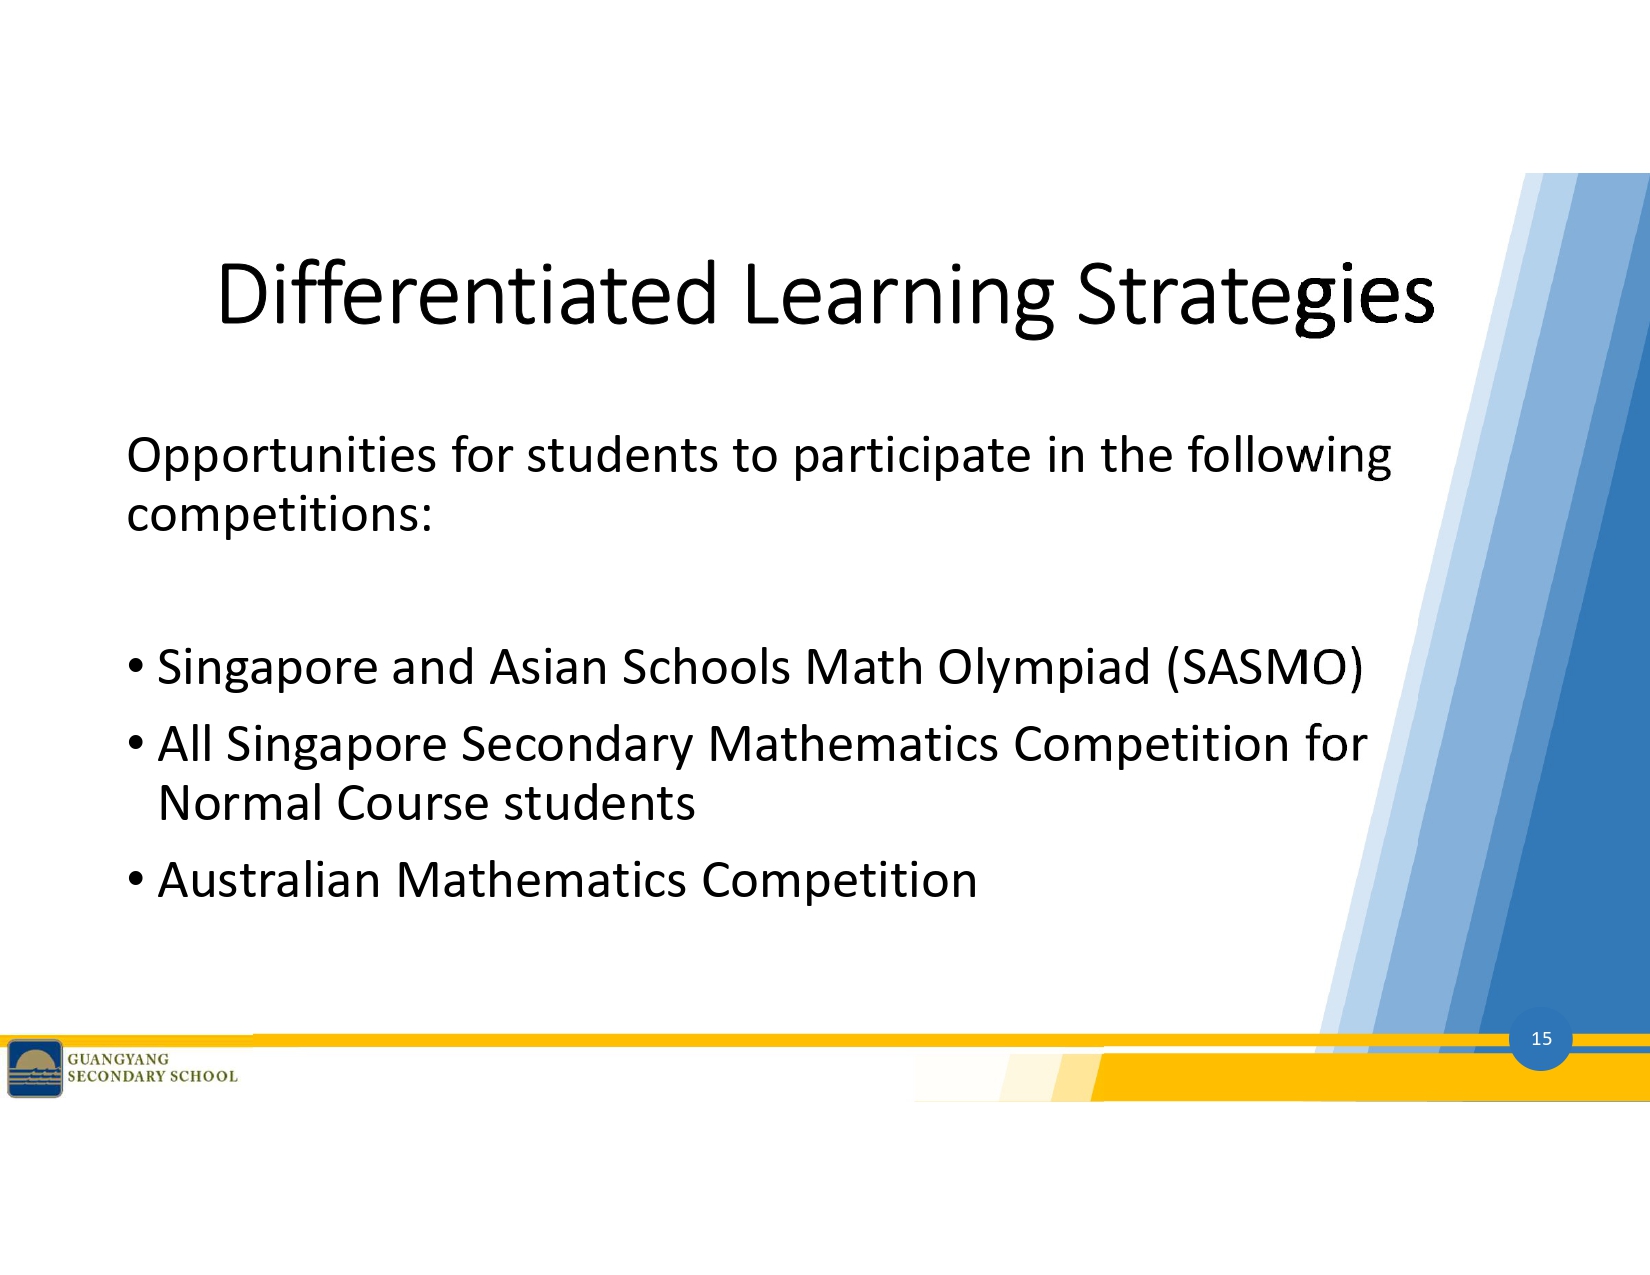 Differentiated Learning Strategies
Opportunities for students to participate in the following
competitions:
• Singapore and Asian Schools Math Olympiad (SASMO)
• All Singapore Secondary Mathematics Competition for
Normal Course students
• Australian Mathematics Competition
15
GUANGYANG
SECONDARY SCHOOL